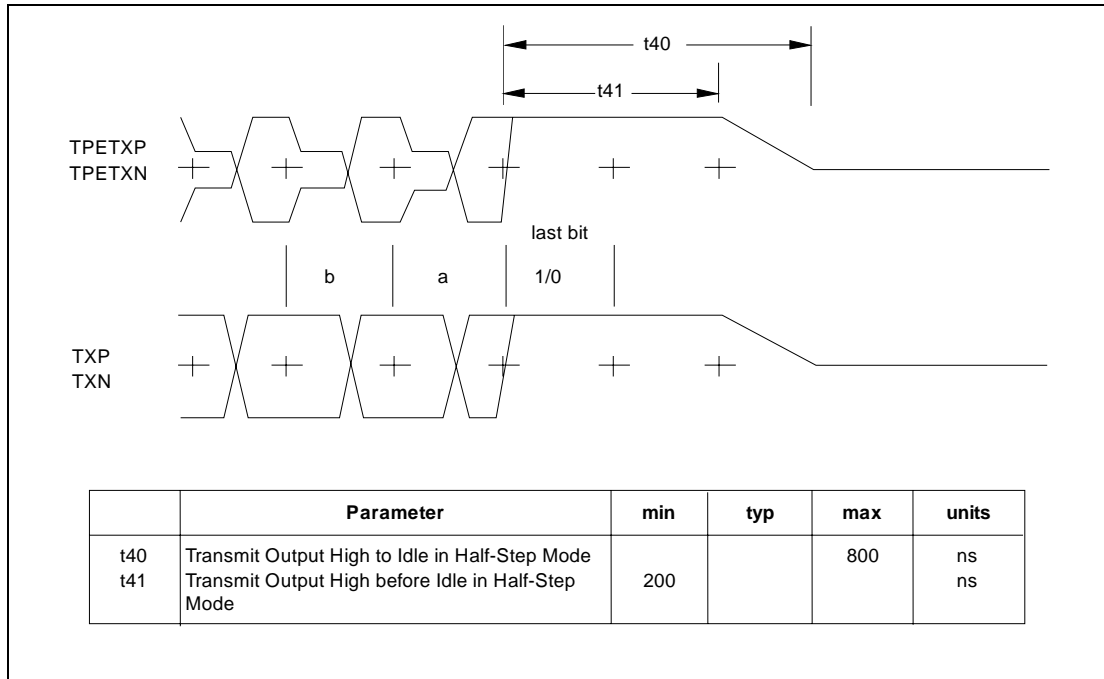 t40
t41
TPETXP
TPETXN
last bit
b a 1/0
TXP
TXN
Parameter min typ max units
t40 Transmit Output High to Idle in Half-Step Mode 800 ns
t41 Transmit Output High before Idle in Half-Step 200 ns
Mode